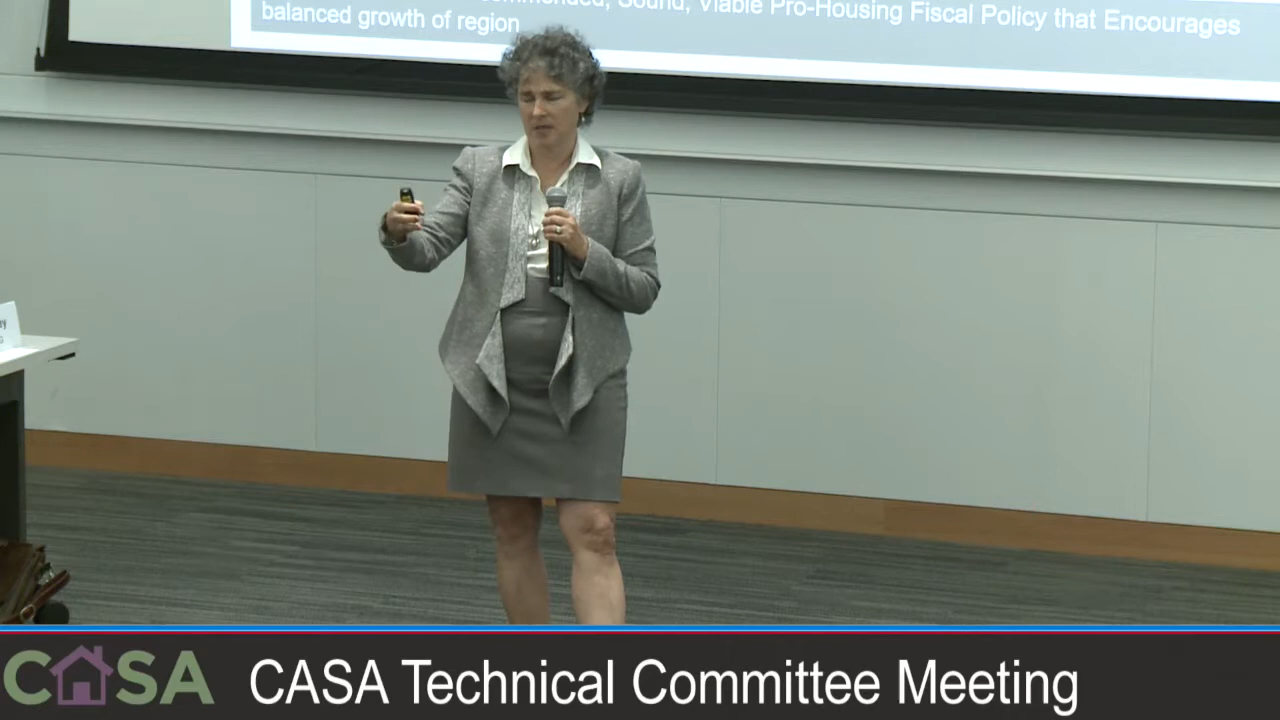 Sound, Viable Pro-Housing Fiscal Policy that Encourages
balanced growth of region
CASA
CASA Technical Committee Meeting